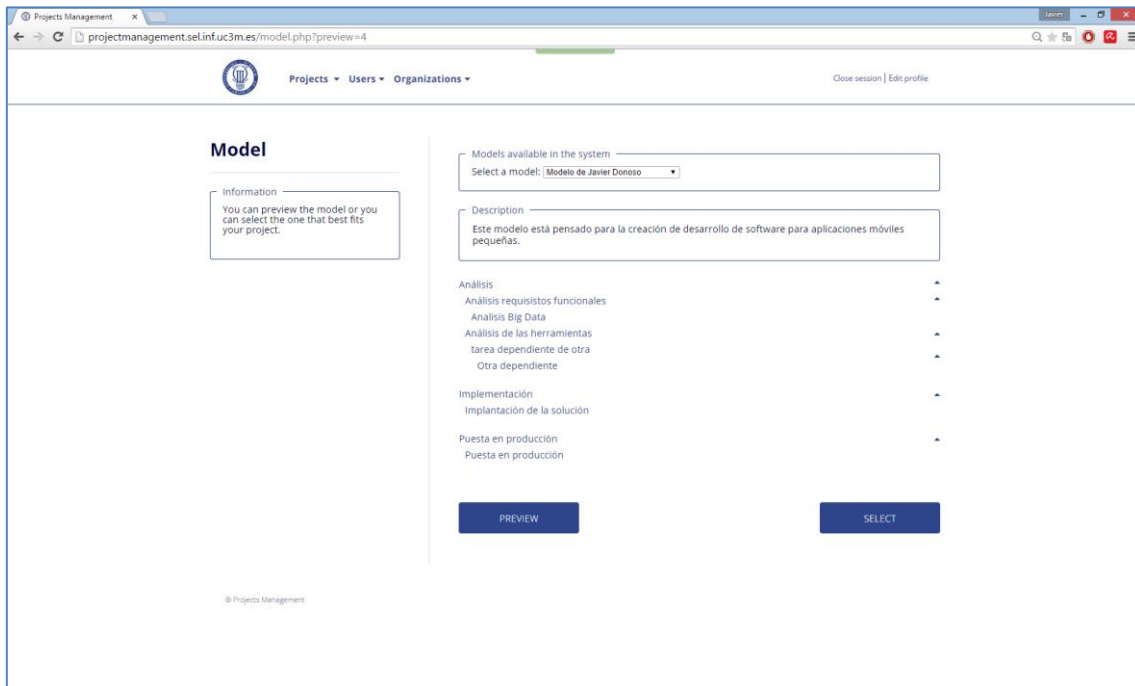 Projects Management
Javier
projectmanagement.sel.inf.uc3m.es/model.php?preview=4
Projects Users Organizations
Close session | Edit profile
Model
Information
You can preview the model or you
can select the one that best fits
your project.
Models available in the system
Select a model: Modelo de Javier Donoso
Description
Este modelo está pensado para la creación de desarrollo de software para aplicaciones móviles
pequeñas.
Análisis
Análisis requisistos funcionales
Analisis Big Data
Análisis de las herramientas
tarea dependiente de otra
Otra dependiente
Implementación
Implantación de la solución
Puesta en producción
Puesta en producción
PREVIEW
SELECT
® Projects Management